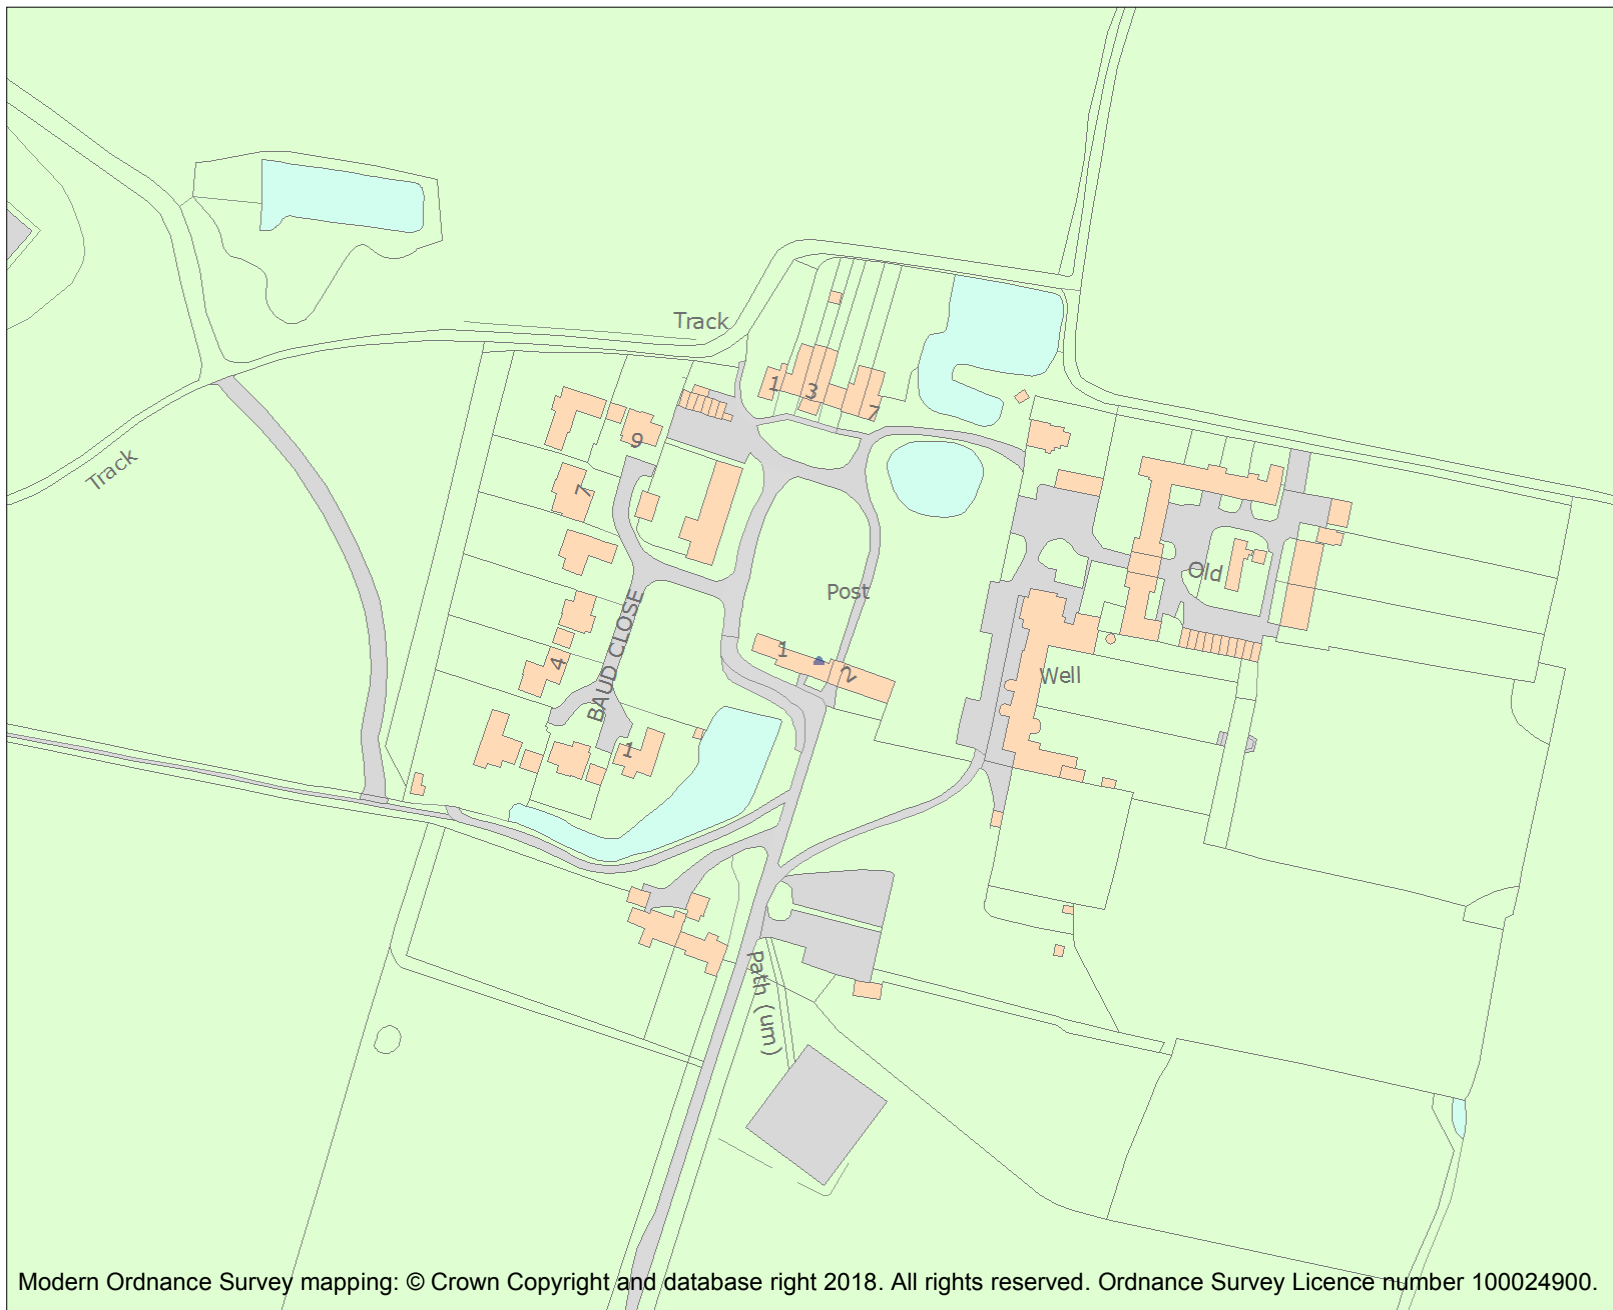 Track
1
3
7
9
7
Track
Old
Post
BAUD CLOSE
1
2
4
Well
1
Path (um)
Modern Ordnance Survey mapping: © Crown Copyright and database right 2018. All rights reserved. Ordnance Survey Licence number 100024900.